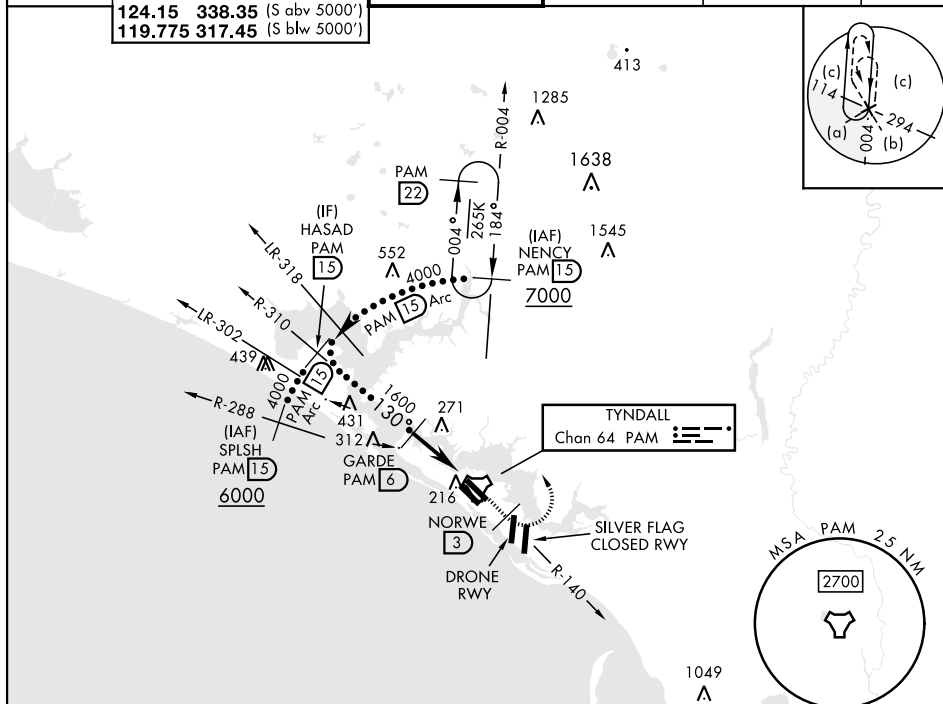 124.15 338.35 (S abv 5000')
119.775 317.45 (S blw 5000')
413
1285
R-004
1638
PAM
22
004°
265K
184°
1545
(IAF)
NENCY
PAM 15
7000
(IF)
HASAD
PAM
15
552
4000
PAM 15 Arc
LR-318
R-310
LR-302
439
R-288
4000
PAM 15
Arc
(IAF)
SPLSH
PAM 15
6000
431
312
1600
130°
271
GARDE
PAM 6
TYNDALL
Chan 64 PAM
216
NORWE
3
SILVER FLAG
CLOSED RWY
DRONE
RWY
R-140
1049
(c)
(c)
114
294
(a)
004
(b)
MSA PAM 25 NM
2700